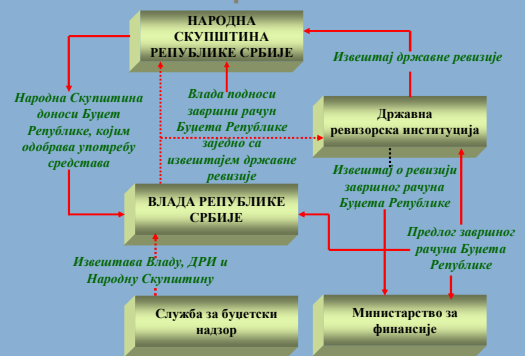 НАРОДНА
СКУПШТИНА
РЕПУБЛИКЕ СРБИЈЕ
Извештај државне ревизије
Народна Скупштина
доноси Буџет
Републике, којим
одобрава употребу
средстава
Влада подноси
завршни рачун
Буџета Републике
заједно са
извештајем државне
ревизије
Државна
ревизорска институција
Извештај о ревизији
завршног рачуна
Буџета Републике
ВЛАДА РЕПУБЛИКЕ
СРБИЈЕ
Предлог завршног
рачуна Буџета
Републике
Извештава Владу, ДРИ и
Народну Скупштину
Служба за буџетски
надзор
Министарство за
финансије